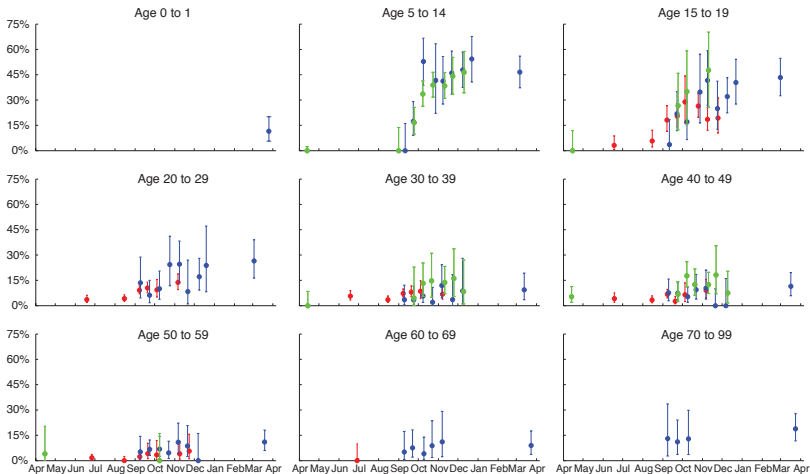 Age 0 to 1
Age 5 to 14
Age 15 to 19
75%
60%
45%
30%
15%
0%
Age 20 to 29
Age 30 to 39
Age 40 to 49
75%
60%
45%
30%
15%
0%
Age 50 to 59
Age 60 to 69
Age 70 to 99
75%
60%
45%
30%
15%
0%
Apr May Jun Jul Aug Sep Oct Nov Dec Jan Feb Mar Apr
Apr May Jun Jul Aug Sep Oct Nov Dec Jan Feb Mar Apr
Apr May Jun Jul Aug Sep Oct Nov Dec Jan Feb Mar Apr